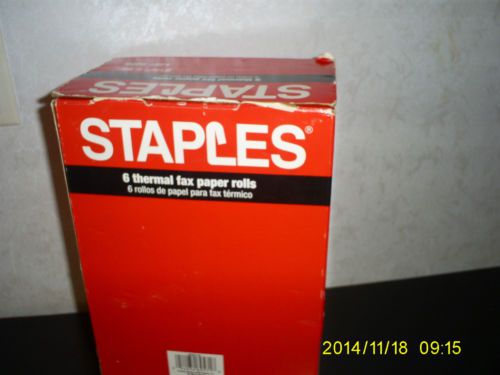 STAPLES
STAPLES®
6 thermal fax paper rolls
6 rollos de papel para fax térmico
2014/11/18 09:15